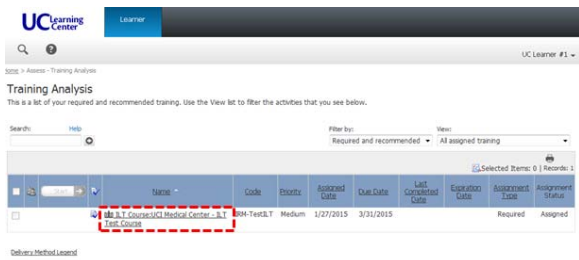 UC Learning Center
Learner
UC Learner #1
Home > Assess - Training Analysis
Training Analysis
This is a list of your required and recommended training. Use the View list to filter the activities that you see below.
Search: Help Filter by: View:
Required and recommended All assigned training
Selected Items: 0 | Records: 1
Start Name Code Priority Assigned Date Due Date Last Completed Date Expiration Date Assignment Type Assignment Status
ILT Course:UCI Medical Center - ILT Test Course RM-TestILT Medium 1/27/2015 3/31/2015 Required Assigned
Delivery Method Legend